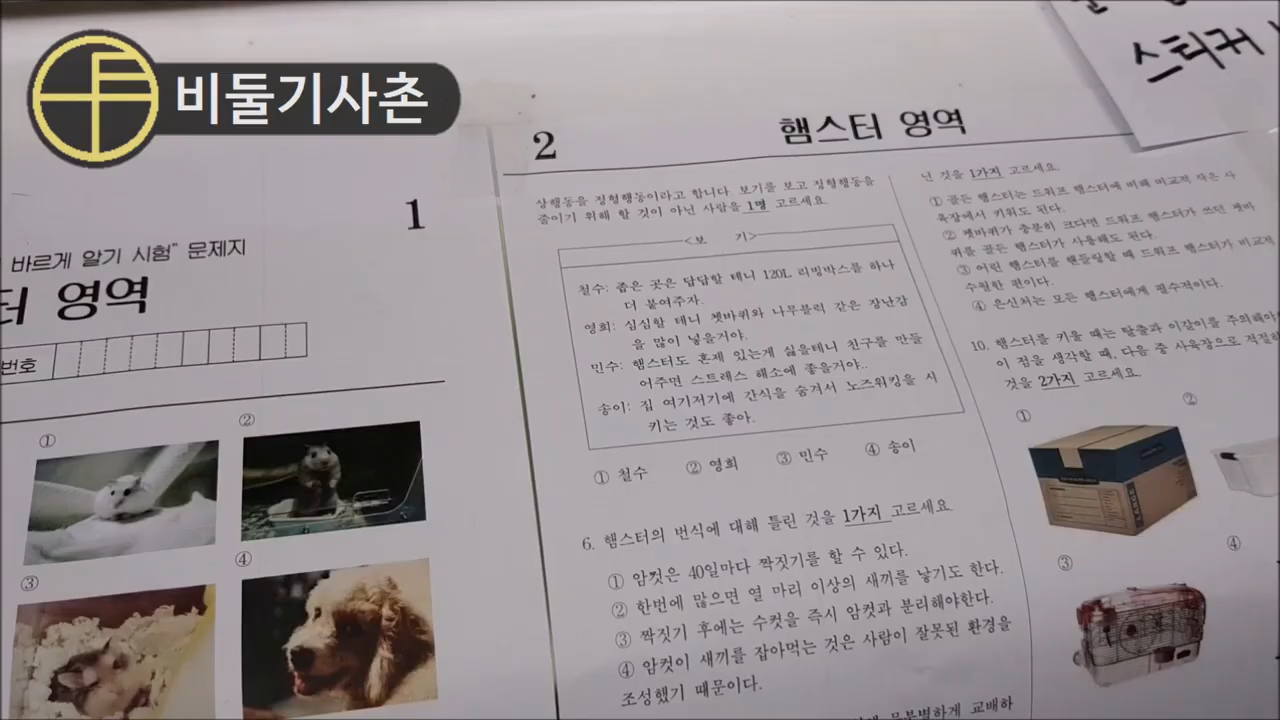 비둘기사촌
스티커
1
바르게 알기 시험" 문제지
터 영역
번호
①
②
③
④
2
햄스터 영역
상행동을 정형행동이라고 합니다. 보기를 보고 정형행동을
줄이기 위해 할 것이 아닌 사람을 1명 고르세요.
<보 기>
철수: 좁은 곳은 답답할 테니 120L 리빙박스를 하나
더 붙여주자.
영희: 심심할 테니 쳇바퀴와 나무블럭 같은 장난감
을 많이 넣을거야.
민수: 햄스터도 혼제 있는게 싫을테니 친구를 만들
어주면 스트레스 해소에 좋을거야..
송이: 집 여기저기에 간식을 숨겨서 노즈워킹을 시
키는 것도 좋아.
① 철수 ② 영희 ③ 민수 ④ 송이
6. 햄스터의 번식에 대해 틀린 것을 1가지 고르세요.
① 암컷은 40일마다 짝짓기를 할 수 있다.
② 한번에 많으면 열 마리 이상의 새끼를 낳기도 한다.
③ 짝짓기 후에는 수컷을 즉시 암컷과 분리해야한다.
④ 암컷이 새끼를 잡아먹는 것은 사람이 잘못된 환경을
조성했기 때문이다.
무분별하게 교배하
닌 것을 1가지 고르세요.
① 골든 햄스터는 드워프 햄스터에 비해 비교적 작은 사
육장에서 키워도 된다.
② 쳇바퀴가 충분히 크다면 드워프 햄스터가 쓰던 쳇바
퀴를 골든 햄스터가 사용해도 된다.
③ 어린 햄스터를 핸들링할 때 드워프 햄스터가 비교적
수월한 편이다.
④ 은신처는 모든 햄스터에게 필수적이다.
10. 햄스터를 키울 때는 탈출과 이갈이를 주의해야
이 점을 생각할 때, 다음 중 사육장으로 적절
것을 2가지 고르세요.
①
②
③
④